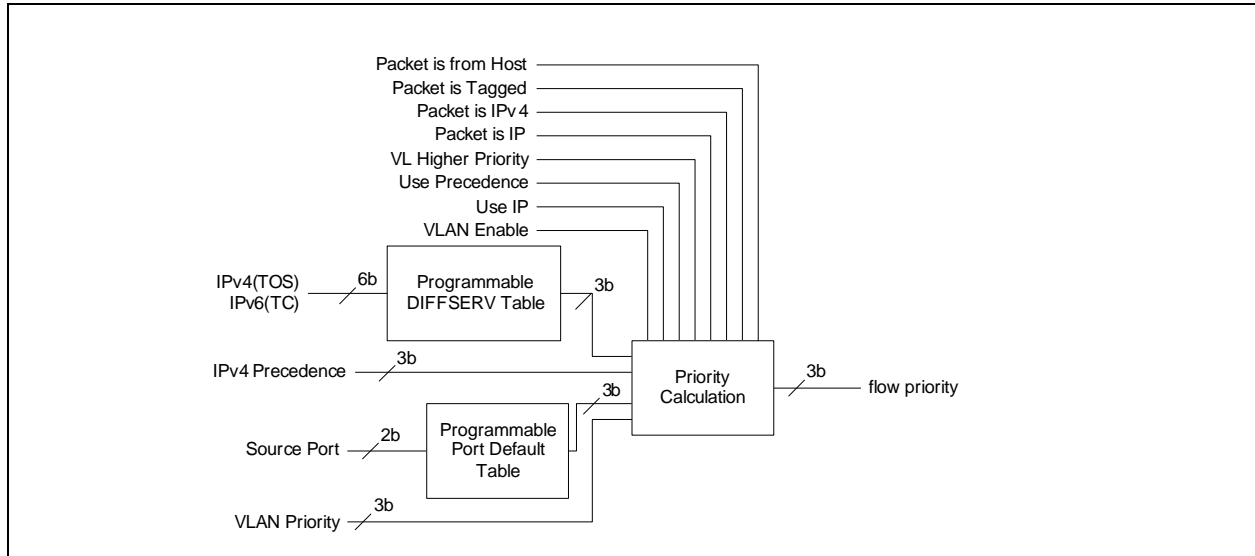 Packet is from Host
Packet is Tagged
Packet is IPv4
Packet is IP
VL Higher Priority
Use Precedence
Use IP
VLAN Enable
IPv4(TOS)
IPv6(TC)
6b
Programmable
DIFFSERV Table
3b
IPv4 Precedence
3b
Source Port
2b
Programmable
Port Default
Table
3b
VLAN Priority
3b
Priority
Calculation
3b
flow priority